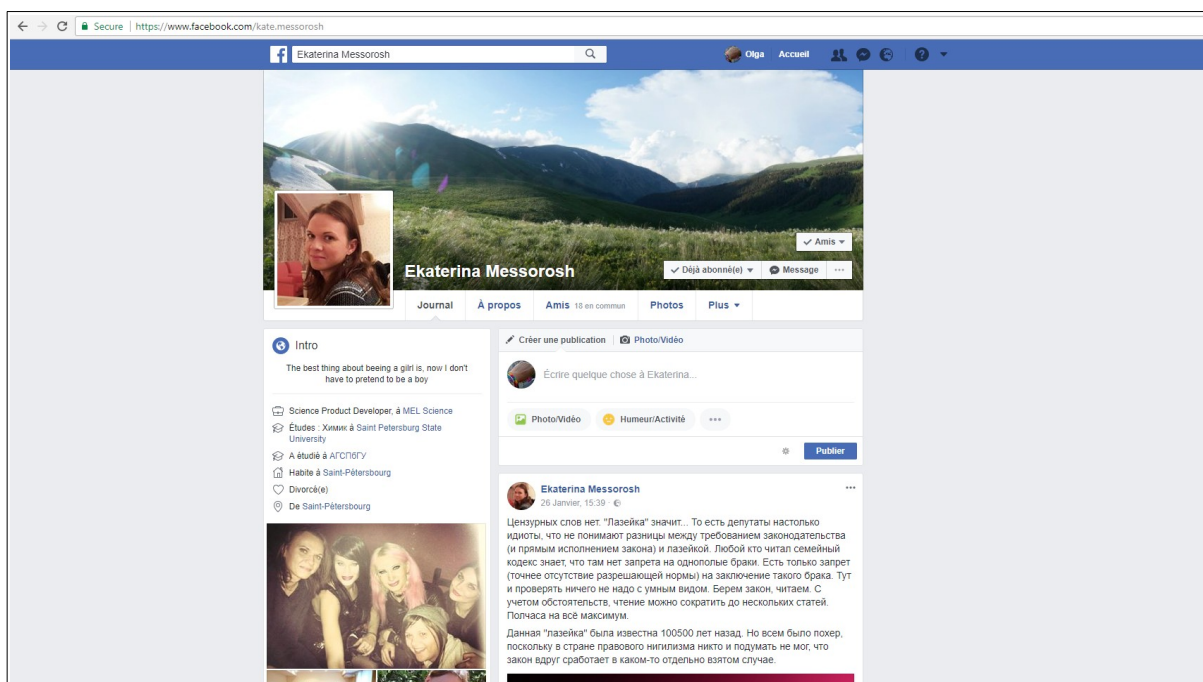 Secure | https://www.facebook.com/kate.messorosh
Ekaterina Messorosh
Olga Accueil
Amis
Ekaterina Messorosh
Déjà abonné(e) Message ...
Journal À propos Amis 18 en commun Photos Plus
Intro
The best thing about beeing a gilrl is, now I don't
have to pretend to be a boy
Science Product Developer, à MEL Science
Études : Химик à Saint Petersburg State
University
A étudié à АГСПбГУ
Habite à Saint-Pétersbourg
Divorcé(e)
De Saint-Pétersbourg
Créer une publication Photo/Vidéo
Écrire quelque chose à Ekaterina...
Photo/Vidéo Humeur/Activité ...
Publier
Ekaterina Messorosh ...
26 Janvier, 15:39 ·
Цензурных слов нет. "Лазейка" значит... То есть депутаты настолько
идиоты, что не понимают разницы между требованием законодательства
(и прямым исполнением закона) и лазейкой. Любой кто читал семейный
кодекс знает, что там нет запрета на однополые браки. Есть только запрет
(точнее отсутствие разрешающей нормы) на заключение такого брака. Тут
и проверять ничего не надо с умным видом. Берем закон, читаем. С
учетом обстоятельств, чтение можно сократить до нескольких статей.
Полчаса на всё максимум.
Данная "лазейка" была известна 100500 лет назад. Но всем было похер,
поскольку в стране правового нигилизма никто и подумать не мог, что
закон вдруг сработает в каком-то отдельно взятом случае.